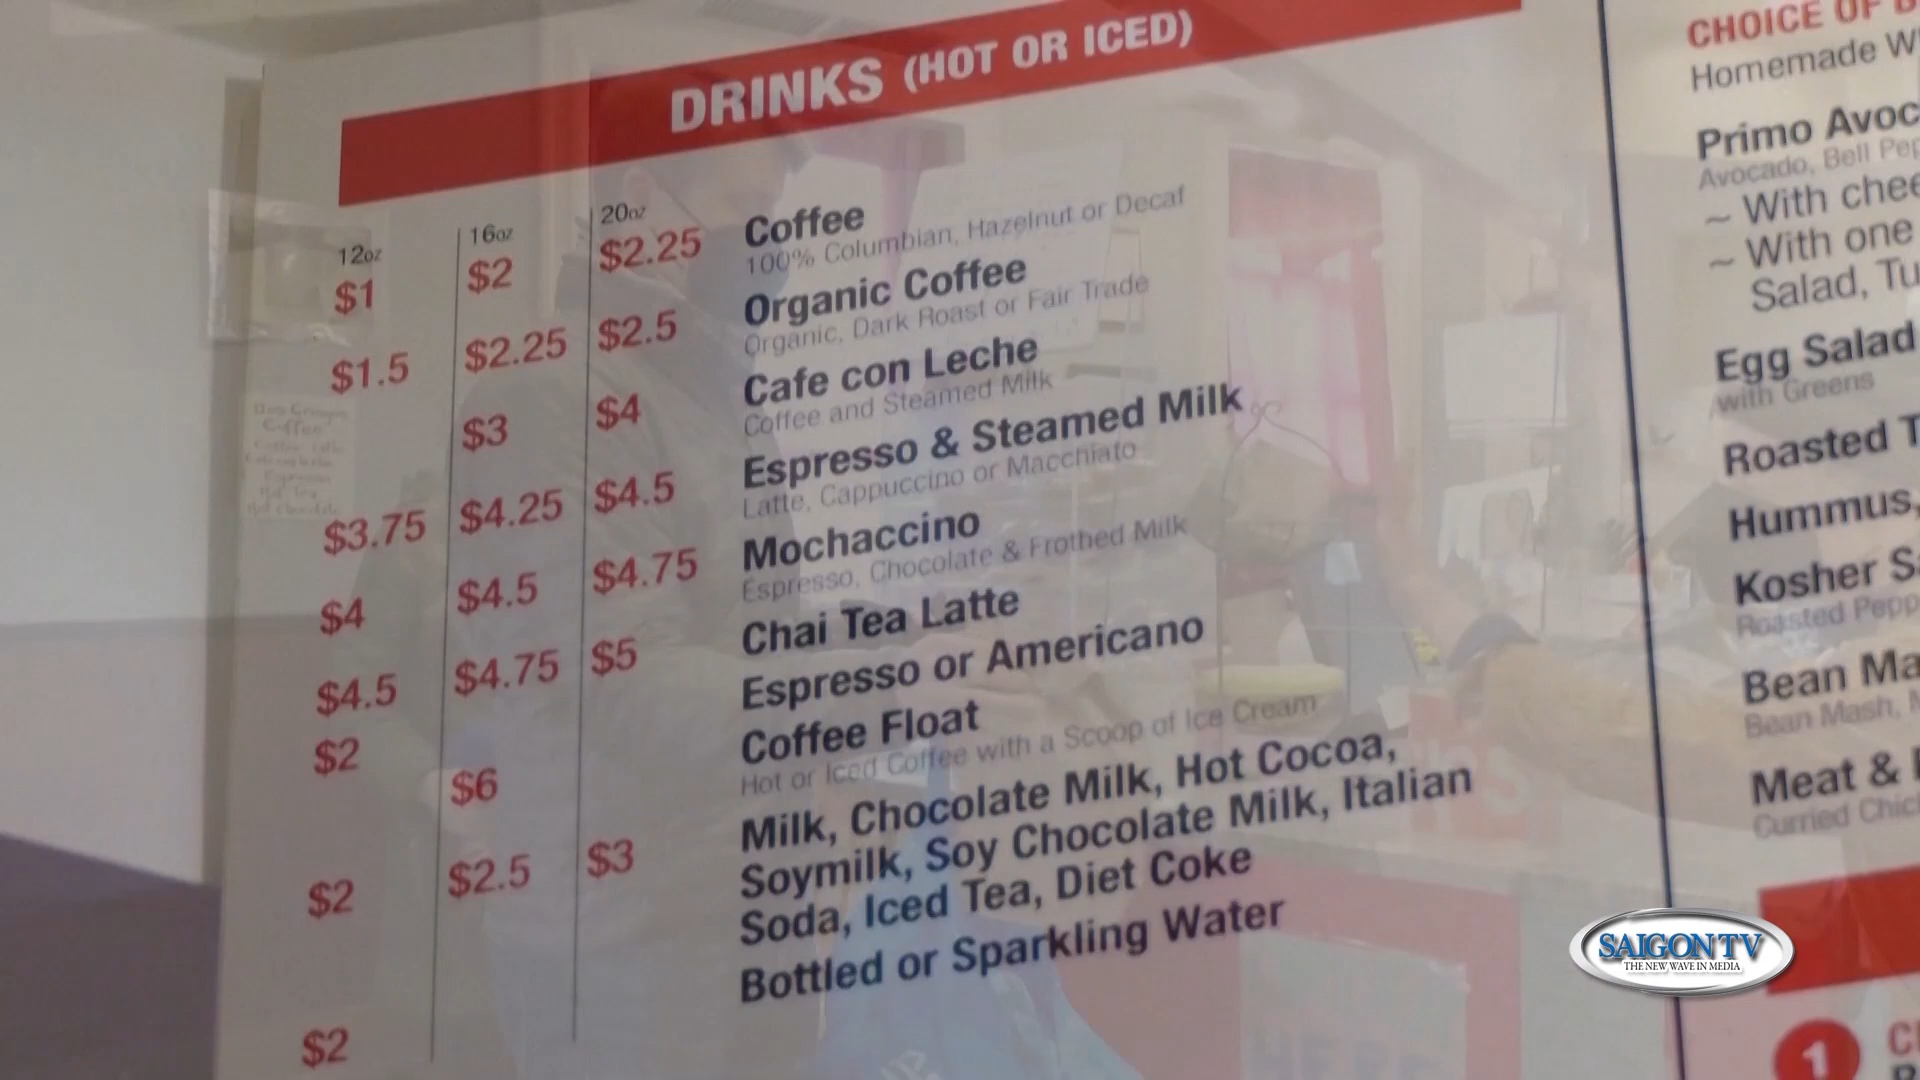 DRINKS (HOT OR ICED)
12oz 16oz 20oz
$1 $2 $2.25 Coffee
100% Columbian, Hazelnut or Decaf
$1.5 $2.25 $2.5 Organic Coffee
Organic, Dark Roast or Fair Trade
$3 $4 Cafe con Leche
Coffee and Steamed Milk
$3.75 $4.25 $4.5 Espresso & Steamed Milk
Latte, Cappuccino or Macchiato
$4 $4.5 $4.75 Mochaccino
Espresso, Chocolate & Frothed Milk
$4.5 $4.75 $5 Chai Tea Latte
$2 Espresso or Americano
$6 Coffee Float
Hot or Iced Coffee with a Scoop of Ice Cream
$2 $2.5 $3 Milk, Chocolate Milk, Hot Cocoa,
Soymilk, Soy Chocolate Milk, Italian
Soda, Iced Tea, Diet Coke
$2 Bottled or Sparkling Water
CHOICE OF
Homemade
Primo Avoc
Avocado, Bell Pep
~ With chee
~ With one
Salad, Tu
Egg Salad
with Greens
Roasted T
Hummus,
Kosher Sa
Roasted Pepp
Bean Ma
Bean Mash,
Meat &
Curried Chic
1
SAIGON TV
THE NEW WAVE IN MEDIA